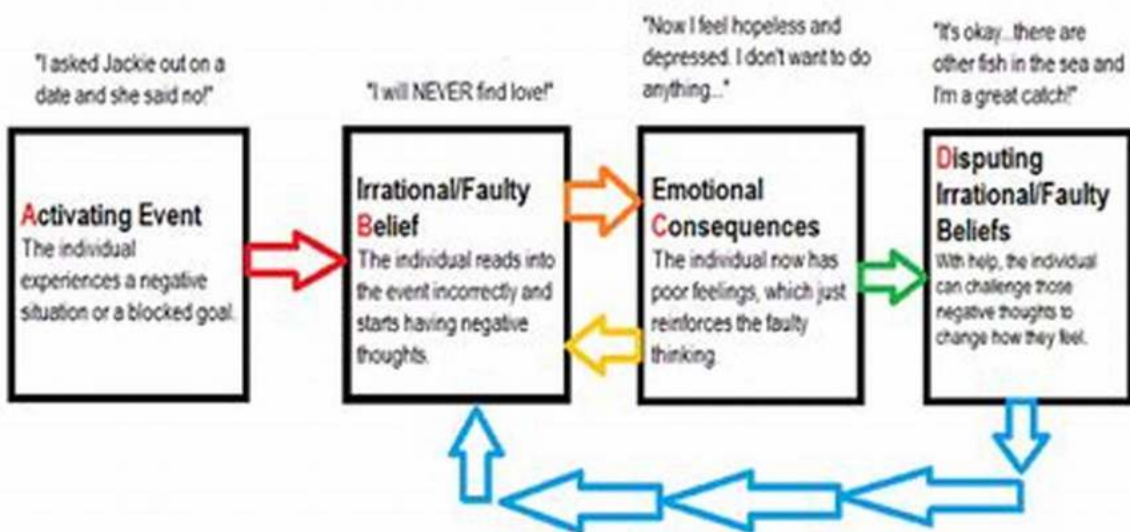 "I asked Jackie out on a
date and she said no!"
Activating Event
The individual
experiences a negative
situation or a blocked goal.
"I will NEVER find love!"
Irrational/Faulty
Belief
The individual reads into
the event incorrectly and
starts having negative
thoughts.
"Now I feel hopeless and
depressed. I don't want to do
anything..."
Emotional
Consequences
The individual now has
poor feelings, which just
reinforces the faulty
thinking.
"It's okay...there are
other fish in the sea and
I'm a great catch!"
Disputing
Irrational/Faulty
Beliefs
With help, the individual
can challenge those
negative thoughts to
change how they feel.